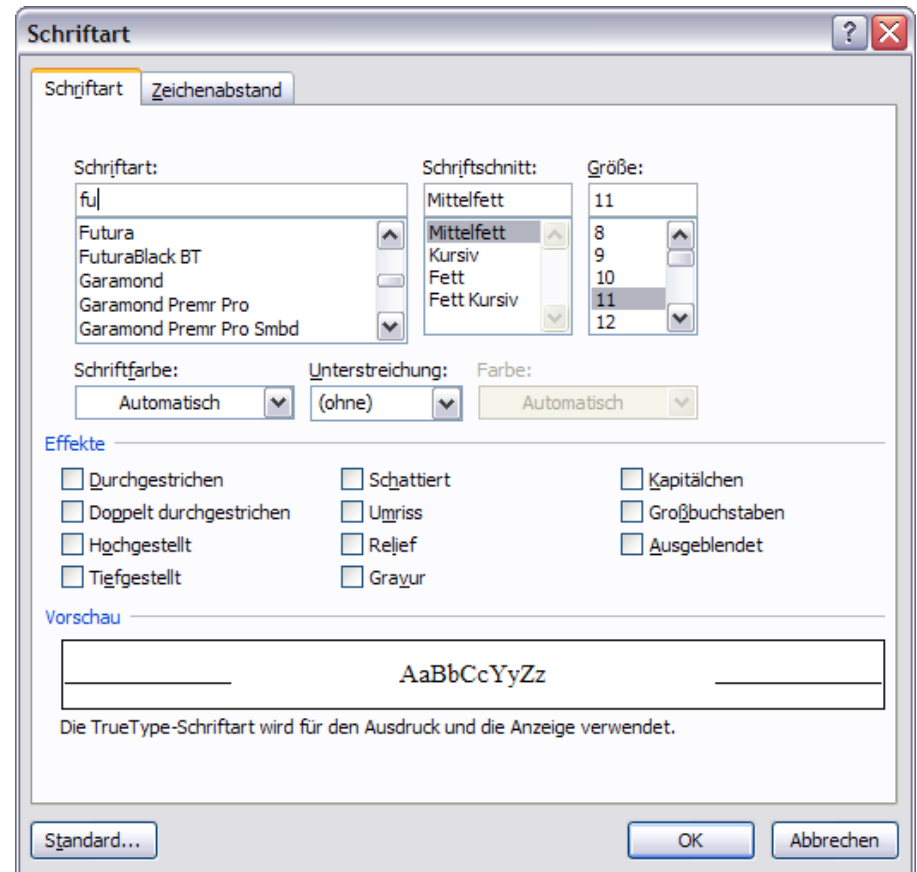 Schriftart
Schriftart Zeichenabstand
Schriftart: Schriftschnitt: Größe:
fu Mittelfett 11
Futura Mittelfett 8
FuturaBlack BT Kursiv 9
Garamond Fett 10
Garamond Premr Pro Fett Kursiv 11
Garamond Premr Pro Smbd 12
Schriftfarbe: Unterstreichung: Farbe:
Automatisch (ohne) Automatisch
Effekte
Durchgestrichen Schattiert Kapitälchen
Doppelt durchgestrichen Umriss Großbuchstaben
Hochgestellt Relief Ausgeblendet
Tiefgestellt Gravur
Vorschau
AaBbCcYyZz
Die TrueType-Schriftart wird für den Ausdruck und die Anzeige verwendet.
Standard... OK Abbrechen